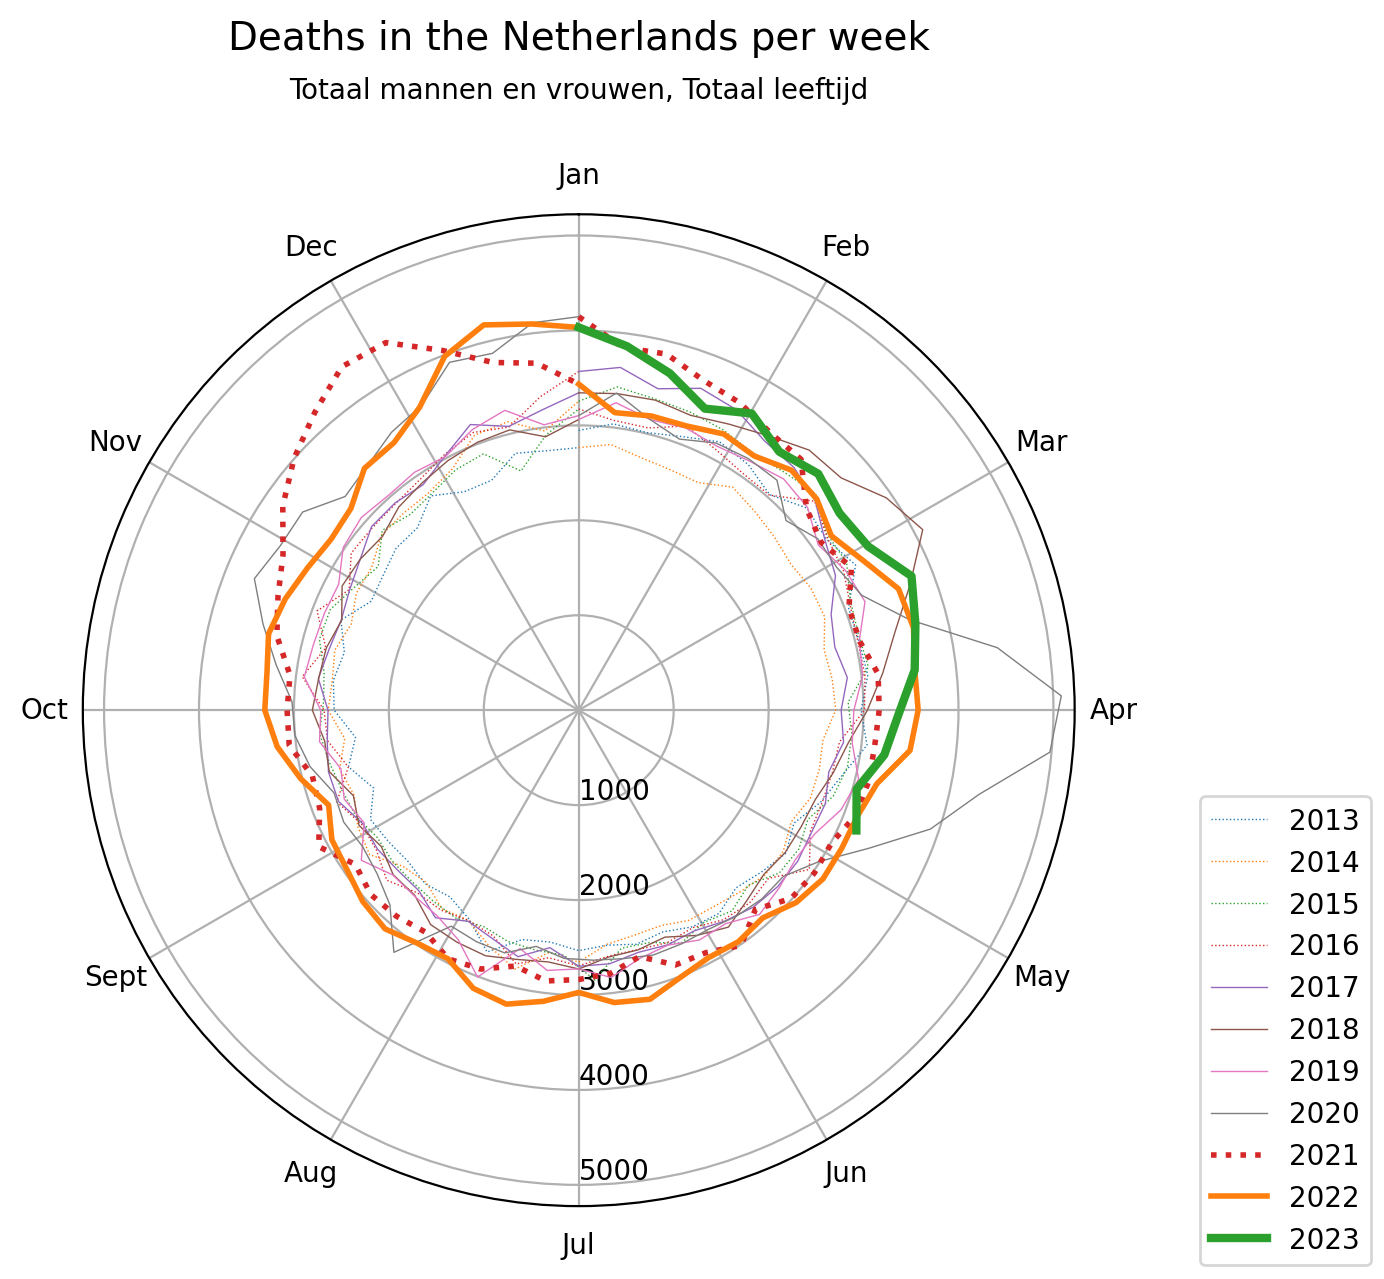 Deaths in the Netherlands per week
Totaal mannen en vrouwen, Totaal leeftijd
Jan
Feb
Mar
Apr
May
Jun
Jul
Aug
Sept
Oct
Nov
Dec
1000
2000
3000
4000
5000
2013
2014
2015
2016
2017
2018
2019
2020
2021
2022
2023